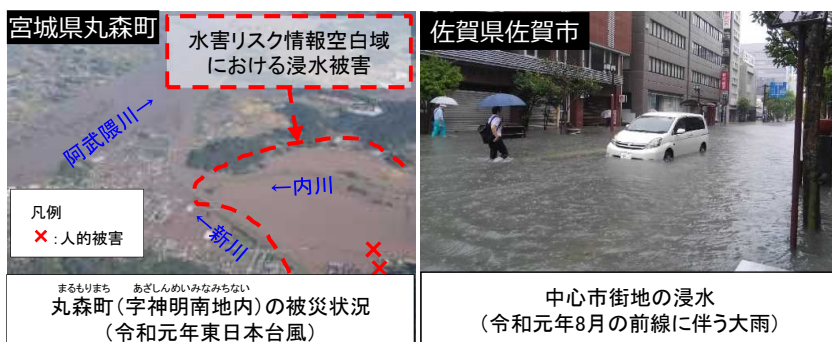 宮城県丸森町
水害リスク情報空白域
における浸水被害
阿武隈川→
←内川
←新川
凡例
×:人的被害
まるもりまち あざしんめいみなみちない
丸森町(字神明南地内)の被災状況
(令和元年東日本台風)
佐賀県佐賀市
中心市街地の浸水
(令和元年8月の前線に伴う大雨)